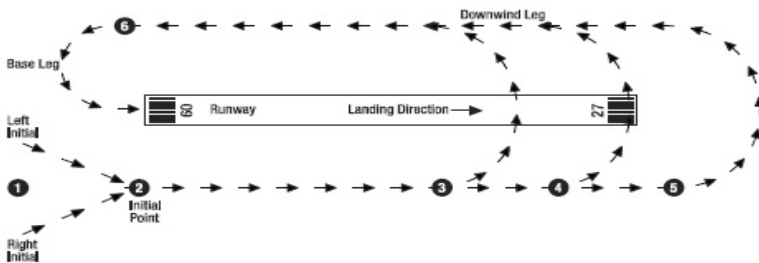 Downwind Leg
6
Base Leg
09
Runway
Landing Direction
27
Left
Initial
1
2
3
4
5
Initial
Point
Right
Initial